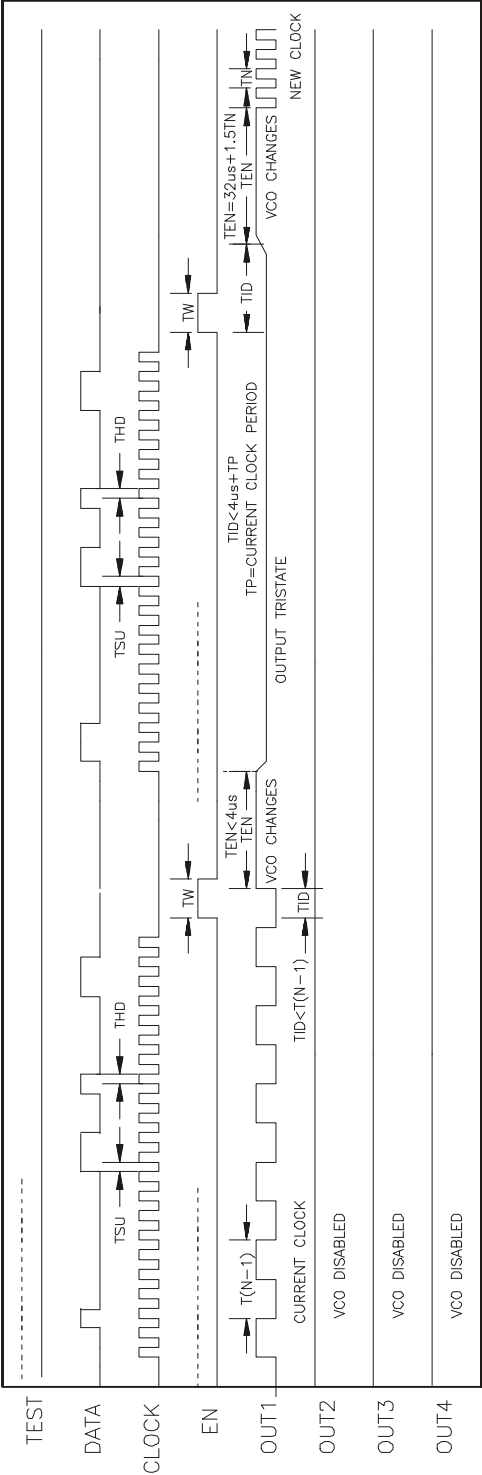 TEST
DATA
CLOCK
EN
OUT1
OUT2
OUT3
OUT4
TSU
THD
TSU
THD
TW
TW
T(N-1)
TEN<4us
TEN
TEN=32us+1.5TN
TEN
TN
TID
VCO CHANGES
VCO CHANGES
NEW CLOCK
TID<4us+TP
TP=CURRENT CLOCK PERIOD
OUTPUT TRISTATE
CURRENT CLOCK
TID<T(N-1)
TID
VCO DISABLED
VCO DISABLED
VCO DISABLED